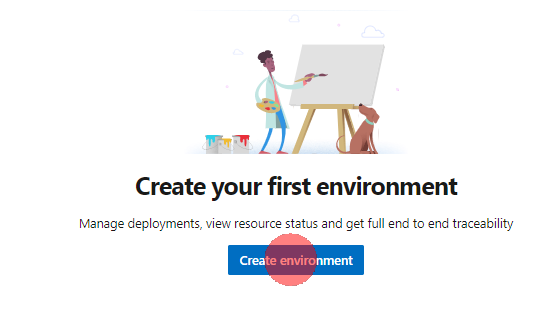 Create your first environment
Manage deployments, view resource status and get full end to end traceability
Create environment